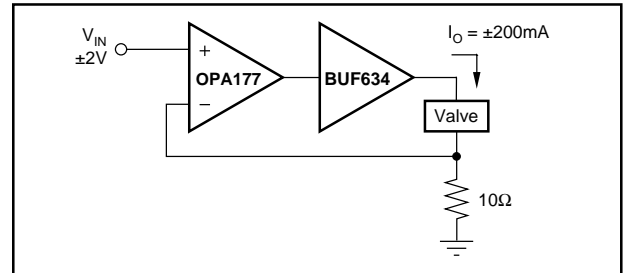 V_IN
±2V
+
−
OPA177
BUF634
I_O = ±200mA
Valve
10Ω